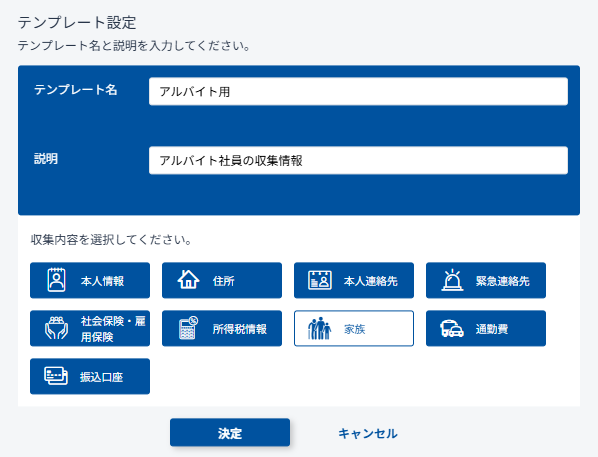 テンプレート設定
テンプレート名と説明を入力してください。
テンプレート名
アルバイト用
説明
アルバイト社員の収集情報
収集内容を選択してください。
本人情報
住所
本人連絡先
緊急連絡先
社会保険・雇
用保険
所得税情報
家族
通勤費
振込口座
決定
キャンセル